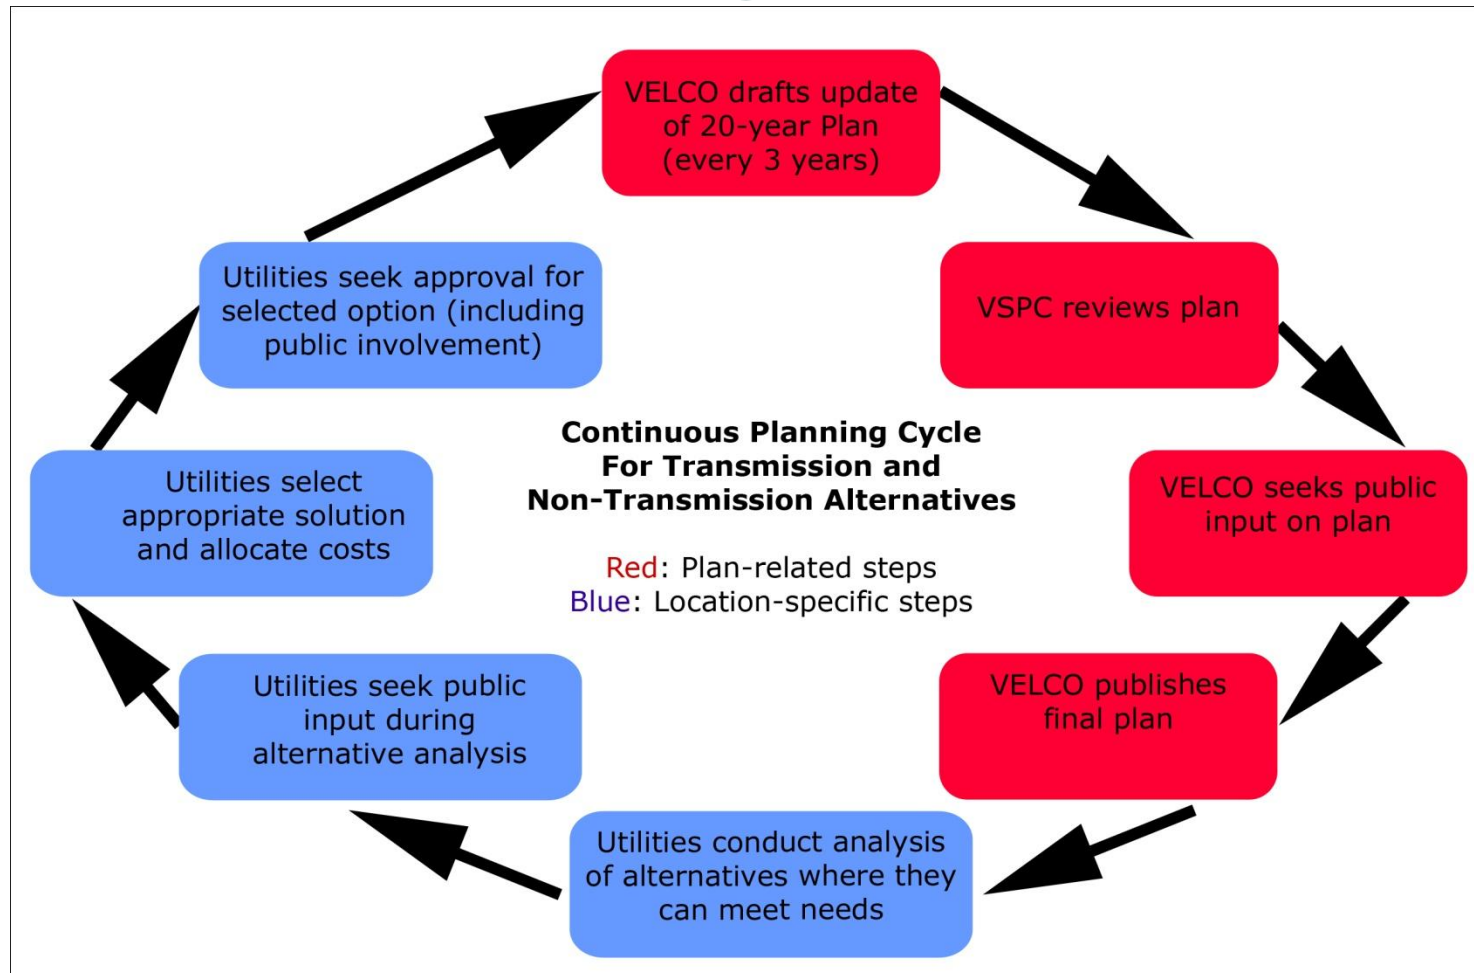 VELCO drafts update
of 20-year Plan
(every 3 years)
VSPC reviews plan
VELCO seeks public
input on plan
VELCO publishes
final plan
Utilities conduct analysis
of alternatives where they
can meet needs
Utilities seek public
input during
alternative analysis
Utilities select
appropriate solution
and allocate costs
Utilities seek approval for
selected option (including
public involvement)
Continuous Planning Cycle
For Transmission and
Non-Transmission Alternatives
Red: Plan-related steps
Blue: Location-specific steps